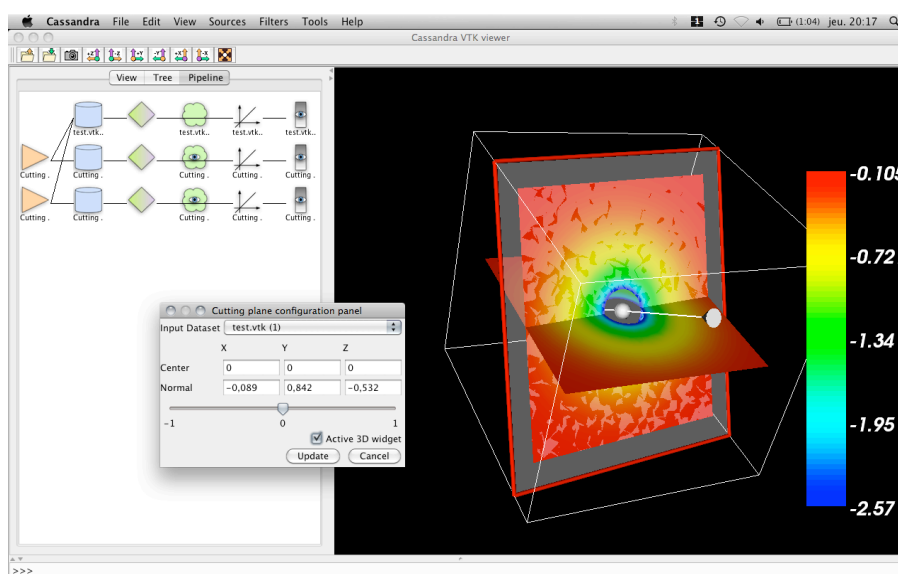 Cassandra File Edit View Sources Filters Tools Help
1 (1:04) jeu. 20:17
Cassandra VTK viewer
+Z -Z +Y -Y +X -X
View Tree Pipeline
test.vtk.. test.vtk.. test.vtk.. test.vtk..
Cutting . Cutting . Cutting . Cutting . Cutting .
Cutting . Cutting . Cutting . Cutting . Cutting .
Cutting plane configuration panel
Input Dataset test.vtk (1)
X Y Z
Center 0 0 0
Normal -0,089 0,842 -0,532
-1 0 1
Active 3D widget
Update Cancel
-0.105
-0.72
-1.34
-1.95
-2.57
>>>